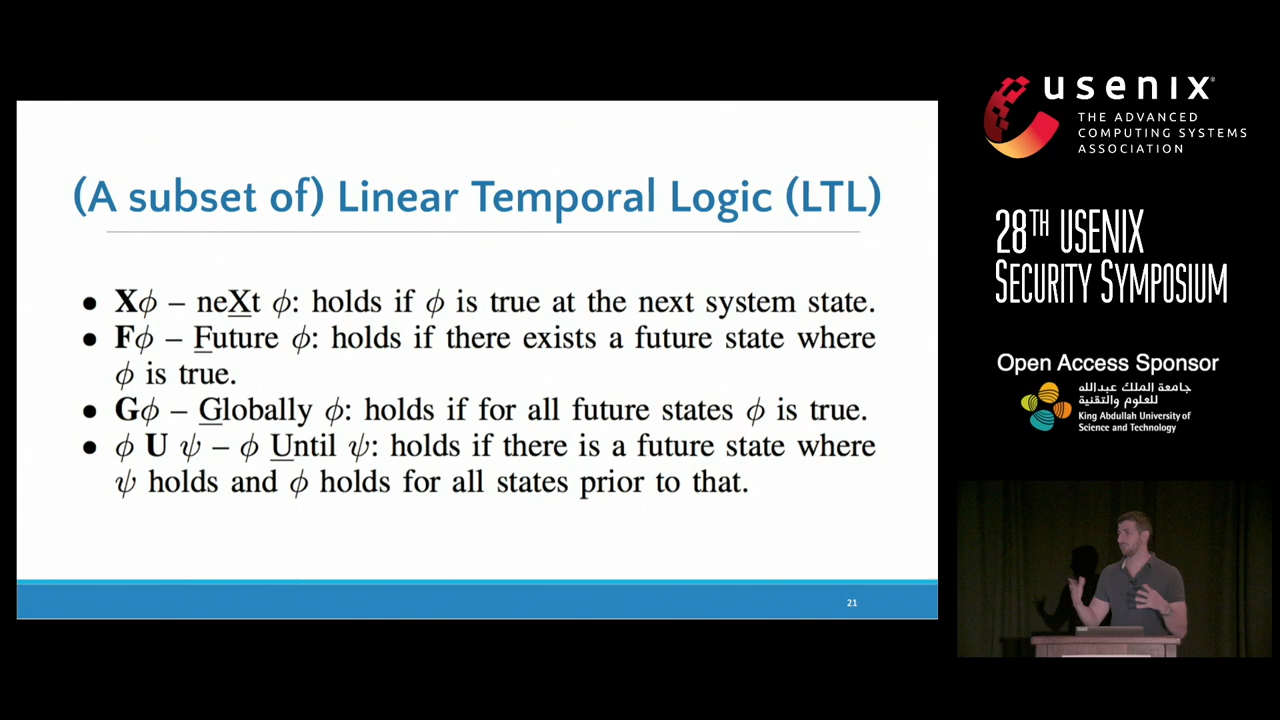 (A subset of) Linear Temporal Logic (LTL)
● Xϕ – neXt ϕ: holds if ϕ is true at the next system state.
● Fϕ – Future ϕ: holds if there exists a future state where
ϕ is true.
● Gϕ – Globally ϕ: holds if for all future states ϕ is true.
● ϕ U ψ – ϕ Until ψ: holds if there is a future state where
ψ holds and ϕ holds for all states prior to that.
21
usenix®
THE ADVANCED
COMPUTING SYSTEMS
ASSOCIATION
28TH USENIX
SECURITY SYMPOSIUM
Open Access Sponsor
جامعة الملك عبدالله
للعلوم والتقنية
King Abdullah University of
Science and Technology